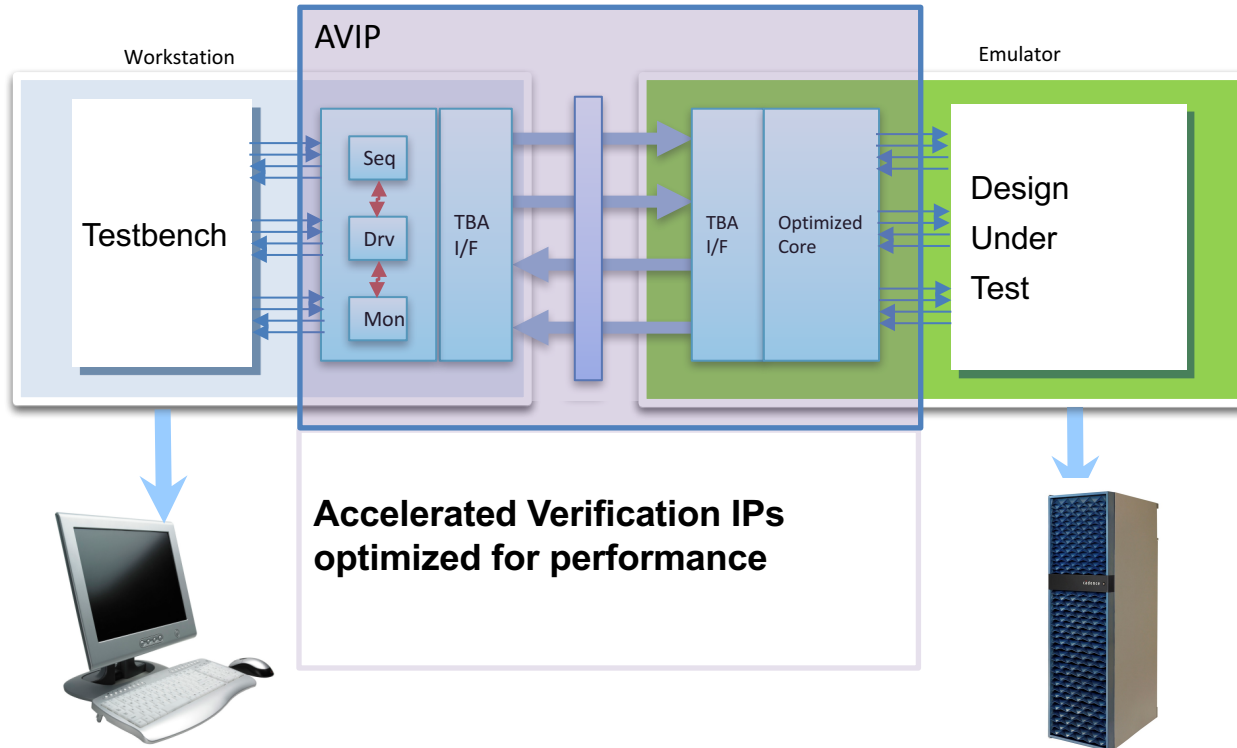 AVIP
Workstation
Emulator
Testbench
Seq
Drv
Mon
TBA
I/F
TBA
I/F
Optimized
Core
Design
Under
Test
Accelerated Verification IPs
optimized for performance
cadence